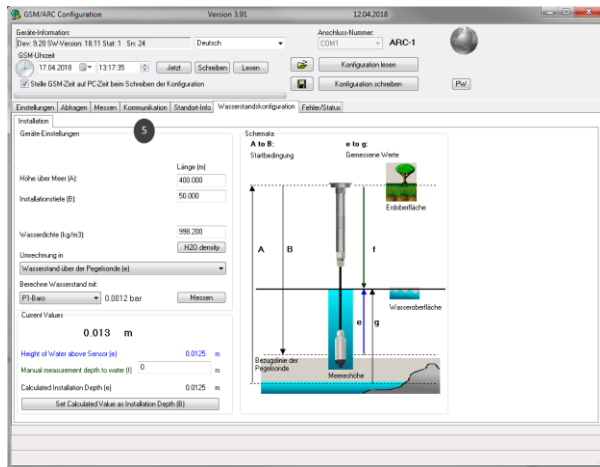 GSM/ARC Configuration Version 3.91 12.04.2018
Geräte-Information:
Dev: 9.20 SW-Version: 18.11 Stat: 1 Sn: 24
Deutsch
Anschluss-Nummer:
COM1
ARC-1
GSM-Uhrzeit
17.04.2018
13:17:35
Jetzt
Schreiben
Lesen
Konfiguration lesen
Stelle GSM-Zeit auf PC-Zeit beim Schreiben der Konfiguration
Konfiguration schreiben
PW
Einstellungen Abfragen Messen Kommunikation Standort-Info Wasserstandskonfiguration Fehler/Status
Installation
5
Geräte-Einstellungen
Länge (m)
Höhe über Meer (A):
400.000
Installationstiefe (B):
50.000
Wasserdichte (kg/m3):
998.200
H2O density
Umrechnung in
Wasserstand über der Pegelsonde (e)
Berechne Wasserstand mit:
P1-Baro
0.0012 bar
Messen
Current Values
0.013 m
Height of Water above Sensor (e) 0.0125 m
Manual measurement depth to water (f) 0 m
Calculated Installation Depth (e) 0.0125 m
Set Calculated Value as Installation Depth (B)
Schemata
A to B: e to g:
Startbedingung Gemessene Werte
Erdoberfläche
A
B
f
Wasseroberfläche
e
g
Bezugslinie der
Pegelsonde
Meereshöhe